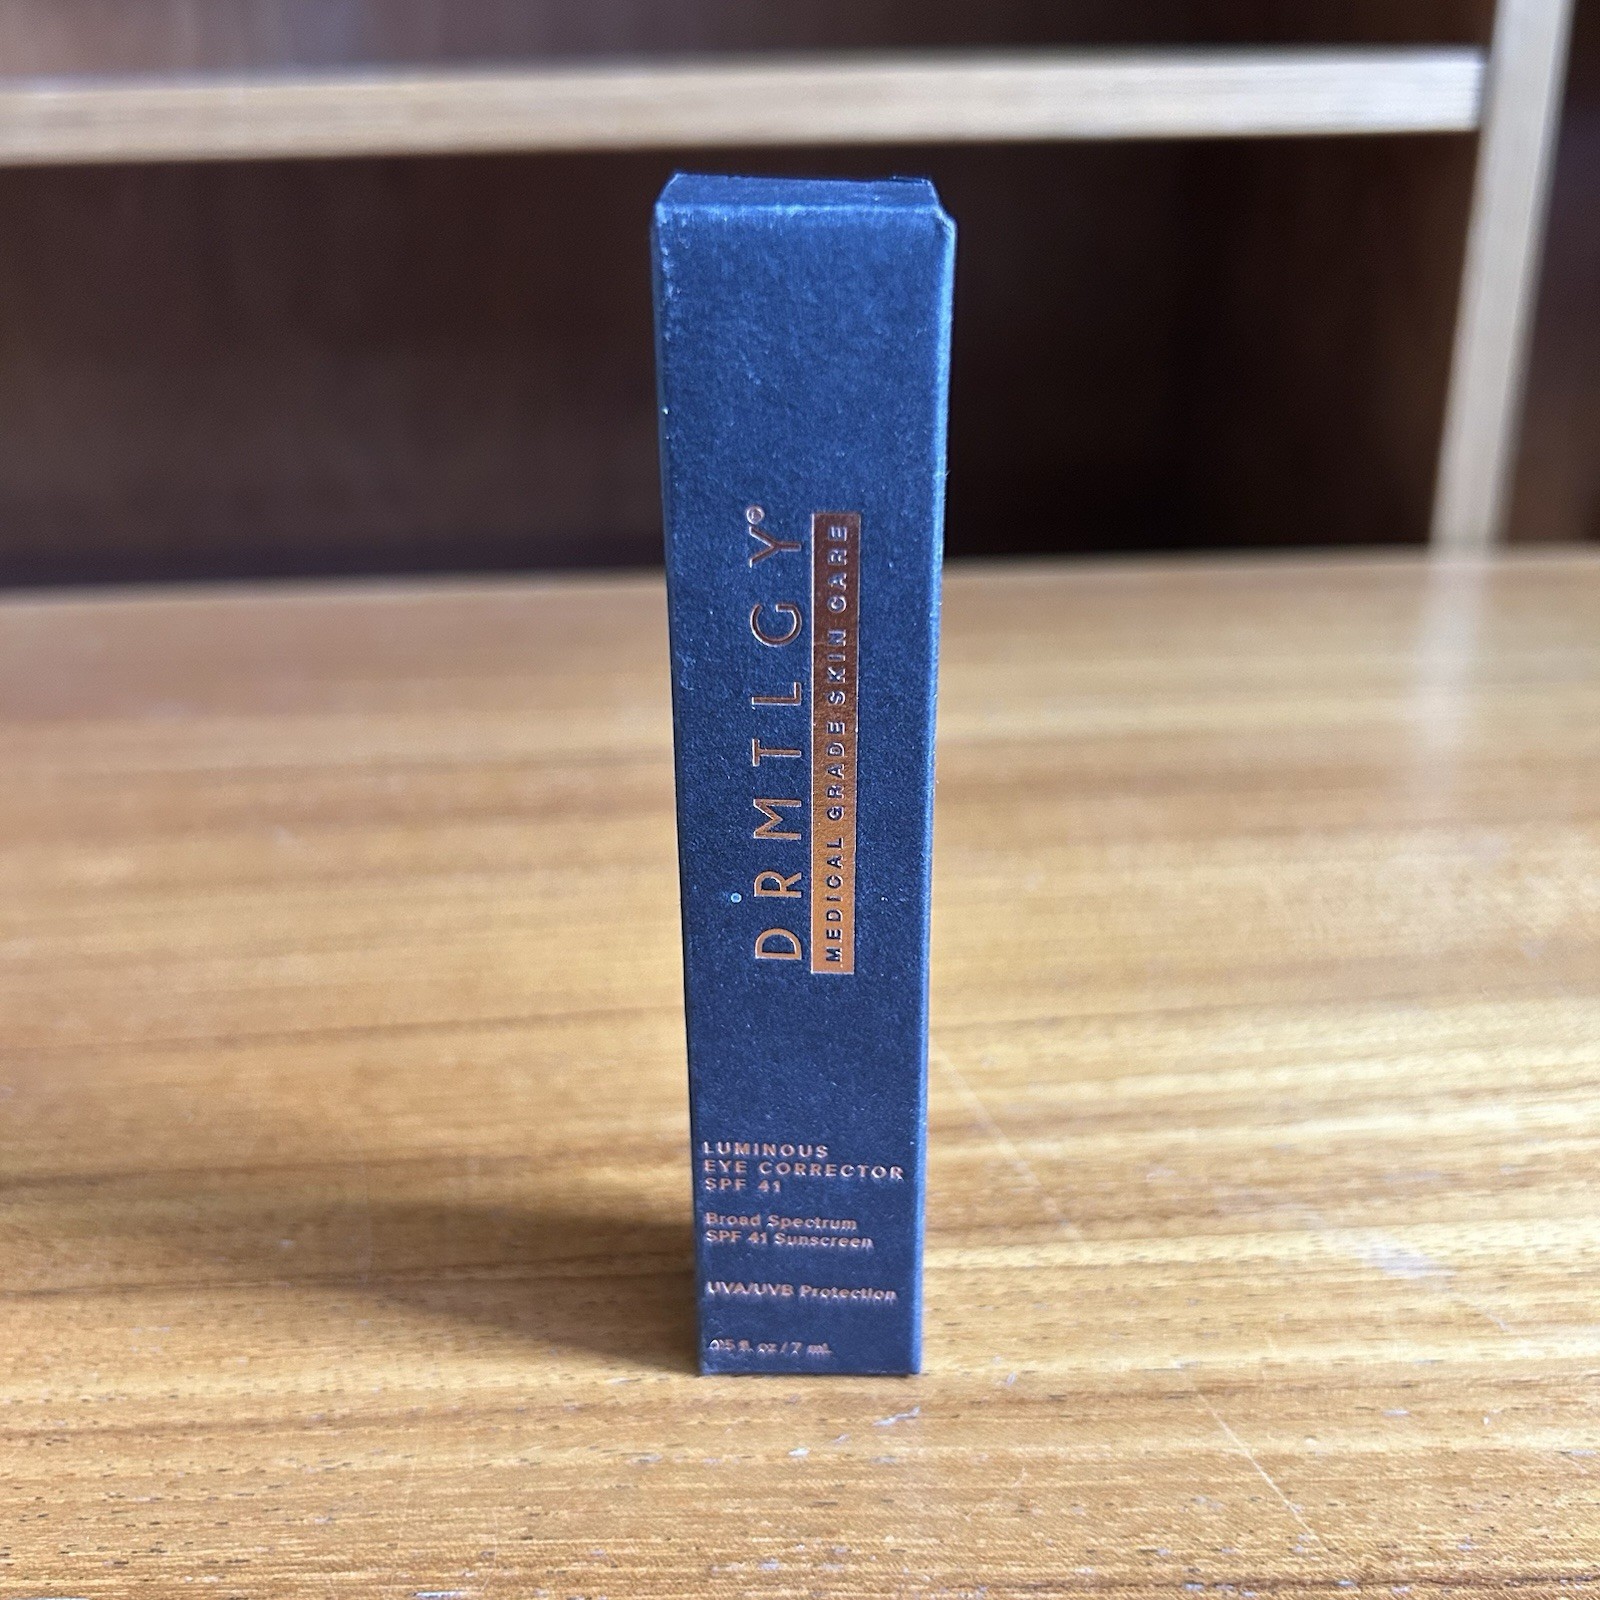 DRMTLGY®
MEDICAL GRADE SKIN CARE
LUMINOUS
EYE CORRECTOR
SPF 41
Broad Spectrum
SPF 41 Sunscreen
UVA/UVB Protection
fl. oz / 7 mL